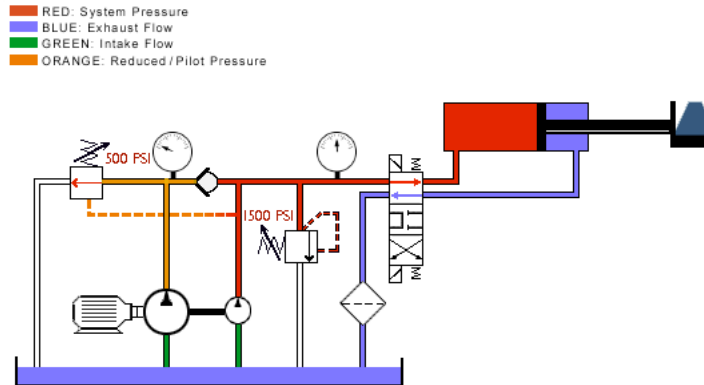 RED: System Pressure
BLUE: Exhaust Flow
GREEN: Intake Flow
ORANGE: Reduced/Pilot Pressure
500 PSI
1500 PSI